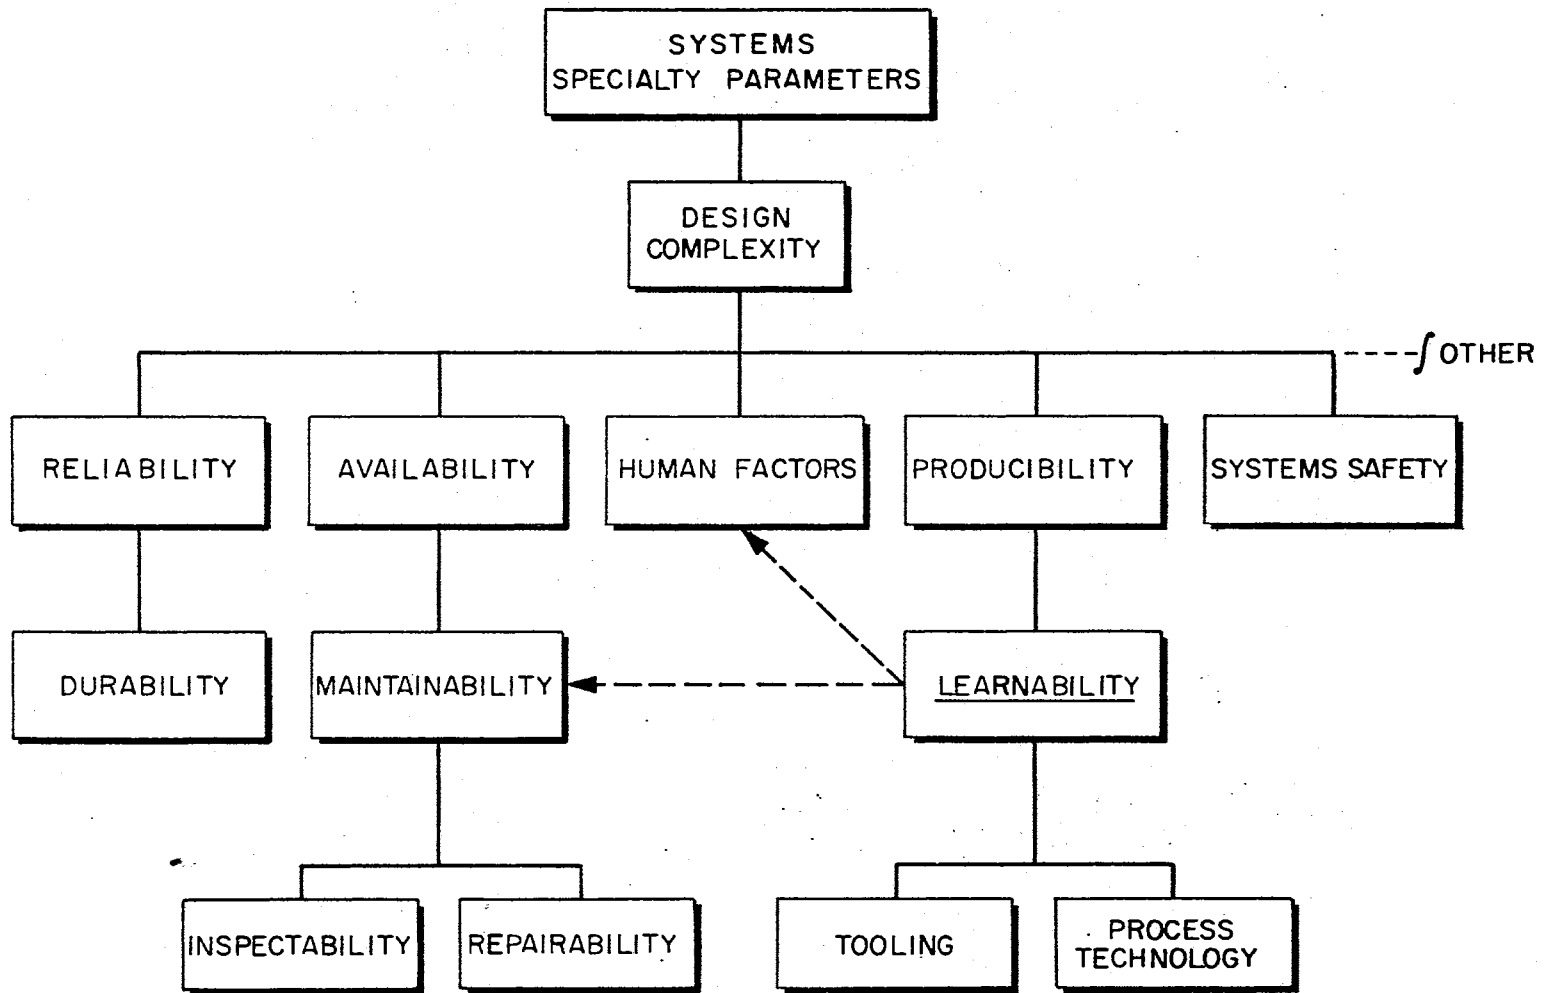 SYSTEMS
SPECIALTY PARAMETERS
DESIGN
COMPLEXITY
OTHER
RELIABILITY
AVAILABILITY
HUMAN FACTORS
PRODUCIBILITY
SYSTEMS SAFETY
DURABILITY
MAINTAINABILITY
LEARNABILITY
INSPECTABILITY
REPAIRABILITY
TOOLING
PROCESS
TECHNOLOGY